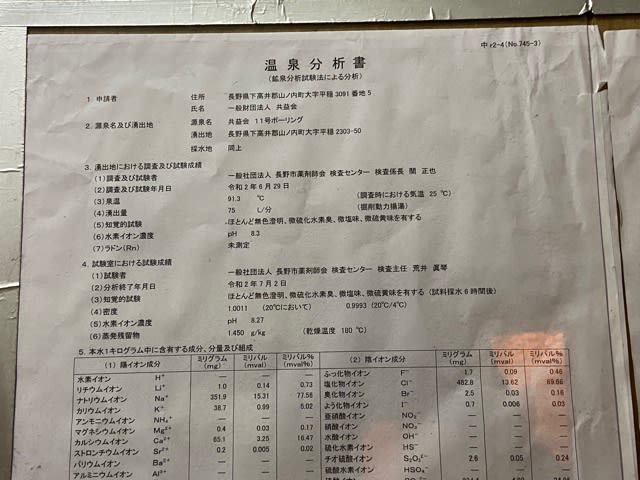 中r2-4(No.745-3)
温泉分析書
(鉱泉分析試験法による分析)
1. 申請者 住所 長野県下高井郡山ノ内町大字平穏3091番地5
氏名 一般財団法人 共益会
2. 源泉名及び湧出地 源泉名 共益会 11号ボーリング
湧出地 長野県下高井郡山ノ内町大字平穏2303-50
採水地 同上
3. 湧出地における調査及び試験成績
(1)調査及び試験者 一般社団法人 長野市薬剤師会 検査センター 検査係長 関 正也
(2)調査及び試験年月日 令和2年6月29日
(3)泉温 91.3 ℃ (調査時における気温 25 ℃)
(4)湧出量 75 L/分 (掘削動力揚湯)
(5)知覚的試験 ほとんど無色澄明、微硫化水素臭、微塩味、微硫黄味を有する
(6)水素イオン濃度 pH 8.3
(7)ラドン(Rn) 未測定
4. 試験室における試験成績
(1)試験者 一般社団法人 長野市薬剤師会 検査センター 検査主任 荒井 眞琴
(2)分析終了年月日 令和2年7月2日
(3)知覚的試験 ほとんど無色澄明、微硫化水素臭、微塩味、微硫黄味を有する(試料採水6時間後)
(4)密度 1.0011 (20℃において) 0.9993 (20℃/4℃)
(5)水素イオン濃度 pH 8.27
(6)蒸発残留物 1.450 g/kg (乾燥温度 180 ℃)
5. 本水1キログラム中に含有する成分、分量及び組成
(1) 陽イオン成分 ミリグラム(mg) ミリバル(mval) ミリバル%(mval%) (2) 陰イオン成分 ミリグラム(mg) ミリバル(mval) ミリバル%(mval%)
水素イオン H⁺ — — — ふっ化物イオン F⁻ 1.7 0.09 0.46
リチウムイオン Li⁺ 1.0 0.14 0.73 塩化物イオン Cl⁻ 482.8 13.62 69.66
ナトリウムイオン Na⁺ 351.9 15.31 77.58 臭化物イオン Br⁻ 2.5 0.03 0.16
カリウムイオン K⁺ 38.7 0.99 5.02 よう化物イオン I⁻ 0.7 0.006 0.03
アンモニウムイオン NH₄⁺ — — — 亜硝酸イオン NO₂⁻ — — —
マグネシウムイオン Mg²⁺ 0.4 0.03 0.17 硝酸イオン NO₃⁻ — — —
カルシウムイオン Ca²⁺ 65.1 3.25 16.47 水酸イオン OH⁻ — — —
ストロンチウムイオン Sr²⁺ 0.2 0.005 0.02 硫化水素イオン HS⁻ — — —
バリウムイオン Ba²⁺ — — — チオ硫酸イオン S₂O₃²⁻ 2.6 0.05 0.24
アルミニウムイオン Al³⁺ — — — 硫酸水素イオン HSO₄⁻ — — —